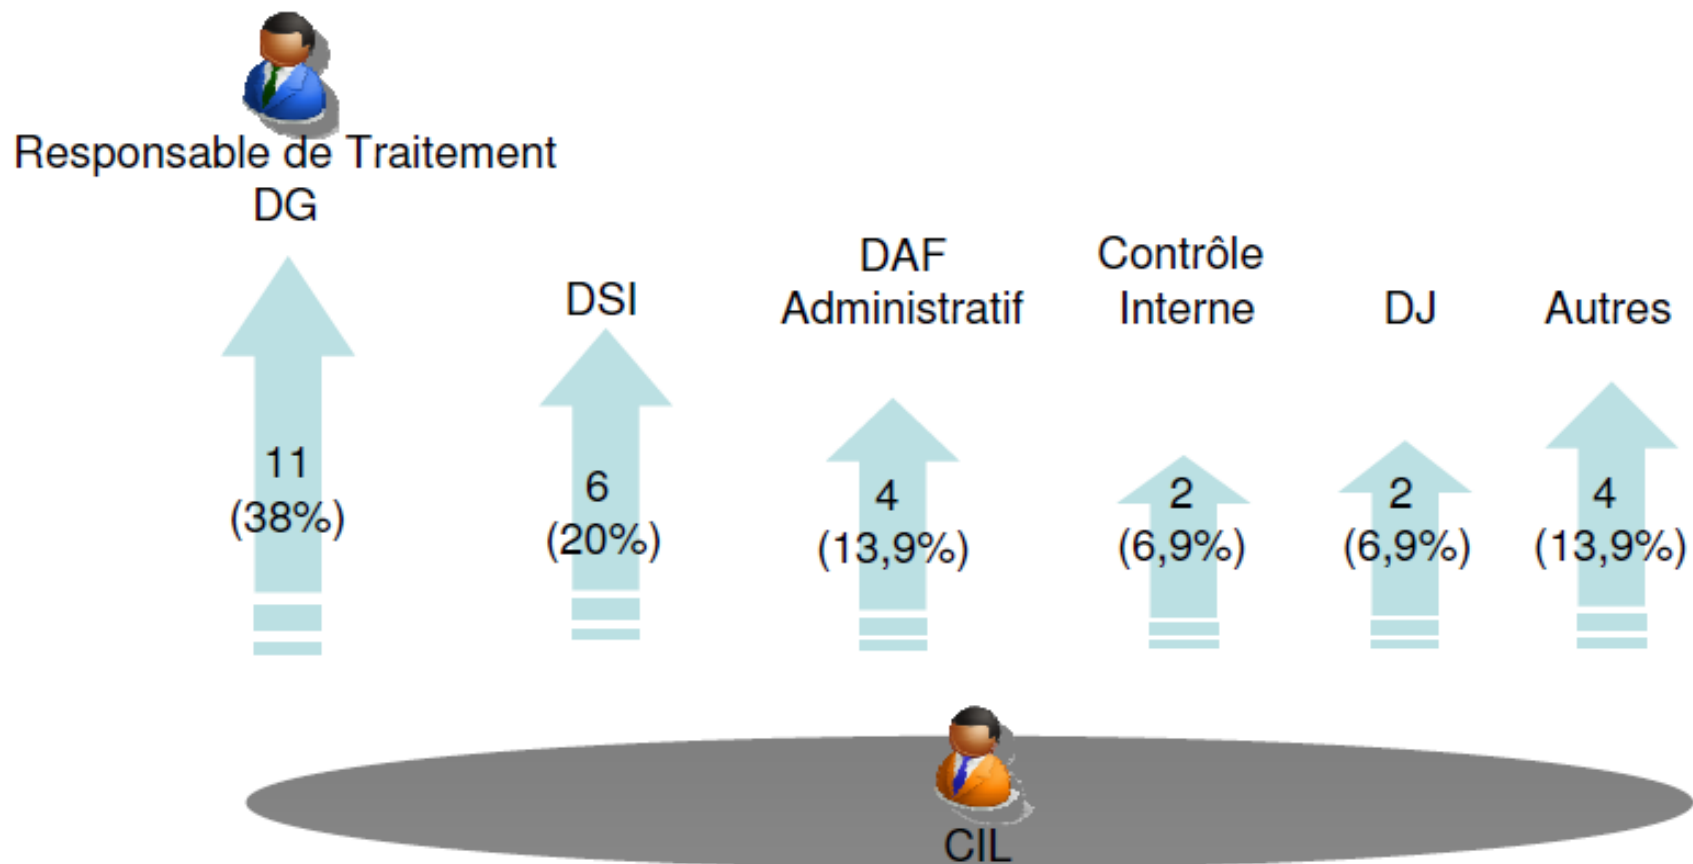 Responsable de Traitement
DG
DSI
DAF
Administratif
Contrôle
Interne
DJ
Autres
11
(38%)
6
(20%)
4
(13,9%)
2
(6,9%)
2
(6,9%)
4
(13,9%)
CIL